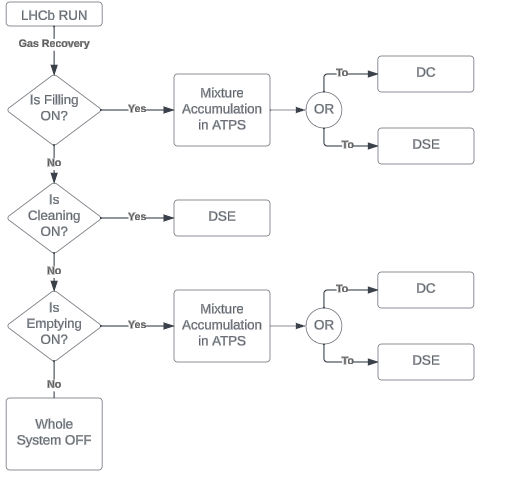 LHCb RUN
Gas Recovery
Is Filling
ON?
Yes
Mixture
Accumulation
in ATPS
OR
To
DC
To
DSE
No
Is
Cleaning
ON?
Yes
DSE
No
Is
Emptying
ON?
Yes
Mixture
Accumulation
in ATPS
OR
To
DC
To
DSE
No
Whole
System OFF